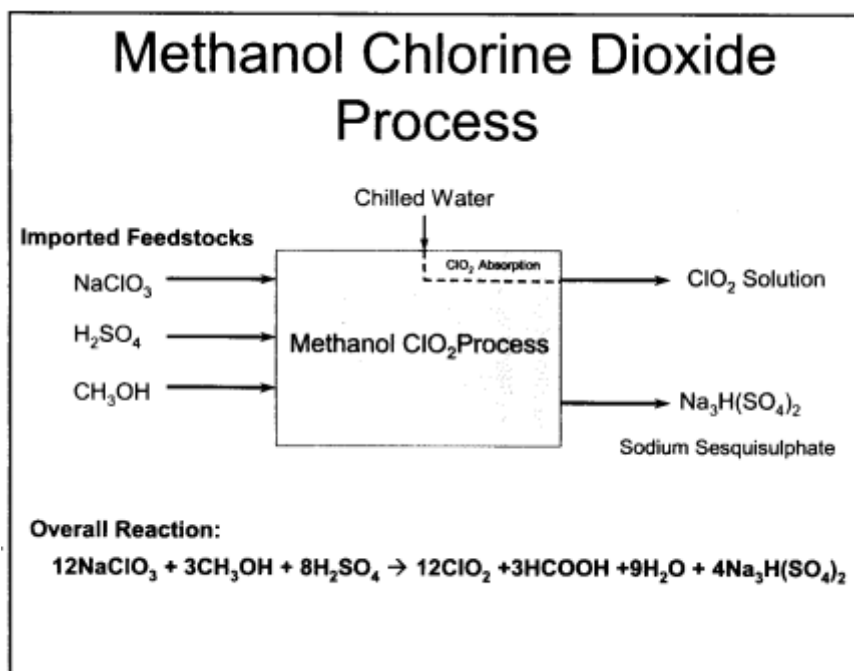 Methanol Chlorine Dioxide
Process
Chilled Water
Imported Feedstocks
ClO₂ Absorption
NaClO₃
ClO₂ Solution
H₂SO₄
Methanol ClO₂Process
CH₃OH
Na₃H(SO₄)₂
Sodium Sesquisulphate
Overall Reaction:
12NaClO₃ + 3CH₃OH + 8H₂SO₄ → 12ClO₂ +3HCOOH +9H₂O + 4Na₃H(SO₄)₂